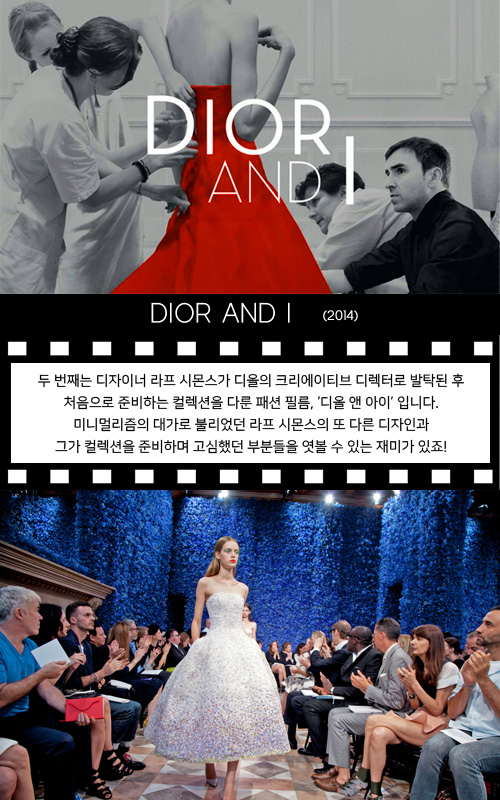 DIOR
AND I
DIOR AND I (2014)
두 번째는 디자이너 라프 시몬스가 디올의 크리에이티브 디렉터로 발탁된 후
처음으로 준비하는 컬렉션을 다룬 패션 필름, '디올 앤 아이' 입니다.
미니멀리즘의 대가로 불리었던 라프 시몬스의 또 다른 디자인과
그가 컬렉션을 준비하며 고심했던 부분들을 엿볼 수 있는 재미가 있죠!